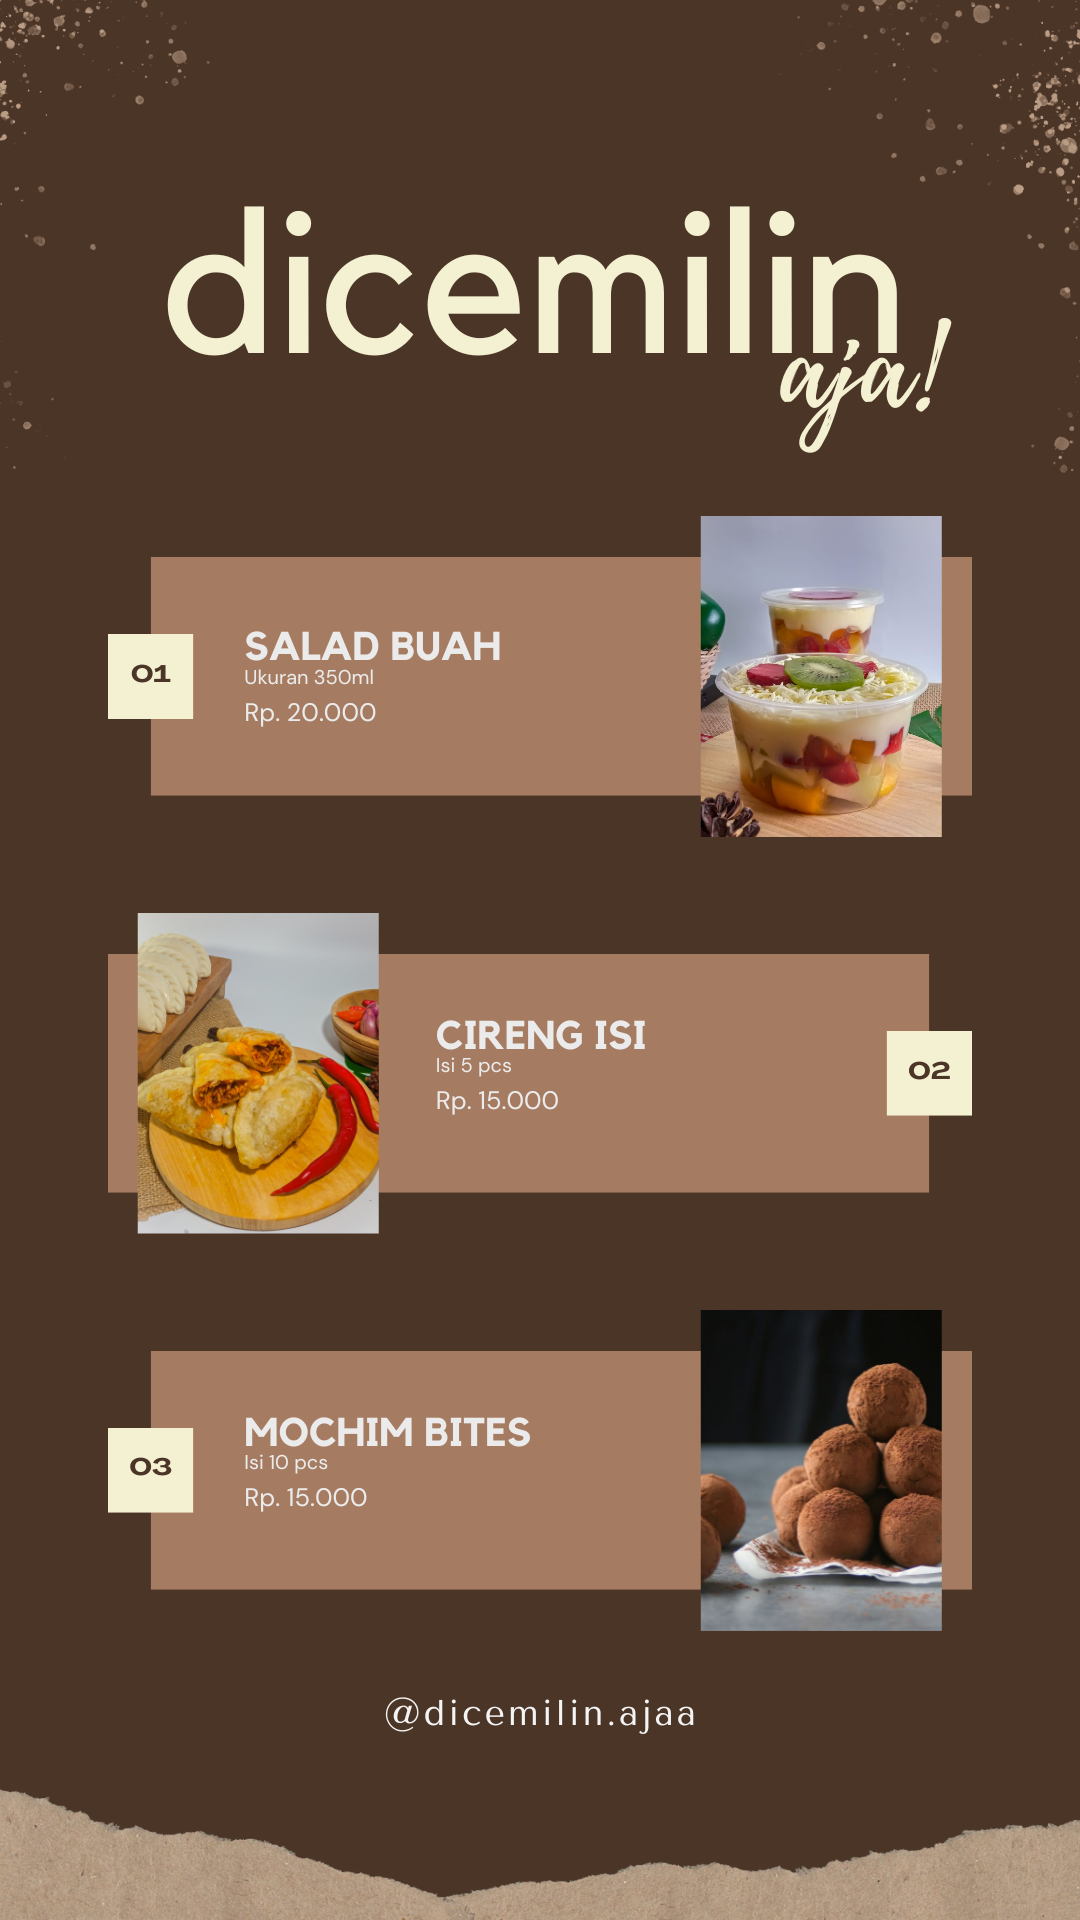 dicemilin
aja!
01
SALAD BUAH
Ukuran 350ml
Rp. 20.000
CIRENG ISI
Isi 5 pcs
Rp. 15.000
02
03
MOCHIM BITES
Isi 10 pcs
Rp. 15.000
@dicemilin.ajaa